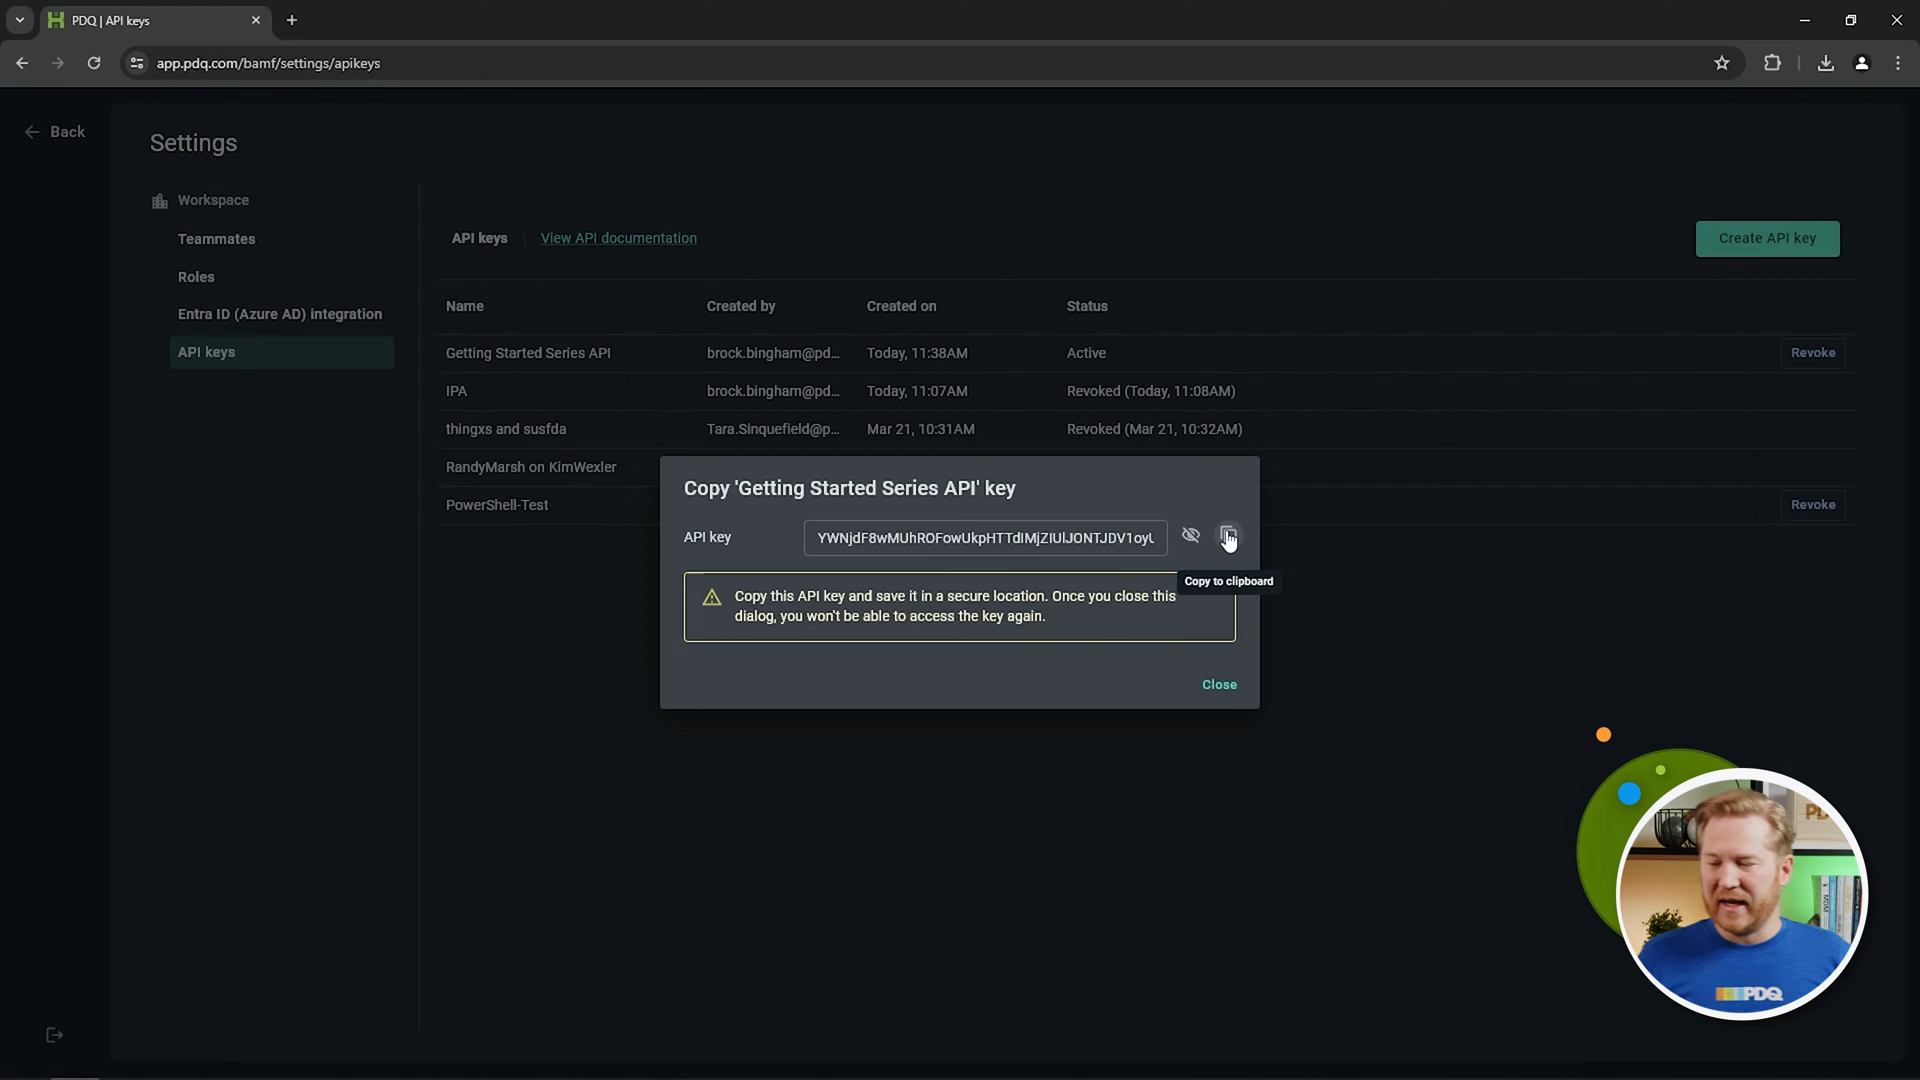 PDQ | API keys
app.pdq.com/bamf/settings/apikeys
Back
Settings
Workspace
Teammates
Roles
Entra ID (Azure AD) integration
API keys
API keys
View API documentation
Create API key
Name Created by Created on Status
Getting Started Series API brock.bingham@pd... Today, 11:38AM Active Revoke
IPA brock.bingham@pd... Today, 11:07AM Revoked (Today, 11:08AM)
thingxs and susfda Tara.Sinquefield@p... Mar 21, 10:31AM Revoked (Mar 21, 10:32AM)
RandyMarsh on KimWexler
PowerShell-Test Revoke
Copy 'Getting Started Series API' key
API key
Copy to clipboard
Copy this API key and save it in a secure location. Once you close this
dialog, you won't be able to access the key again.
Close
MDM
PDQ